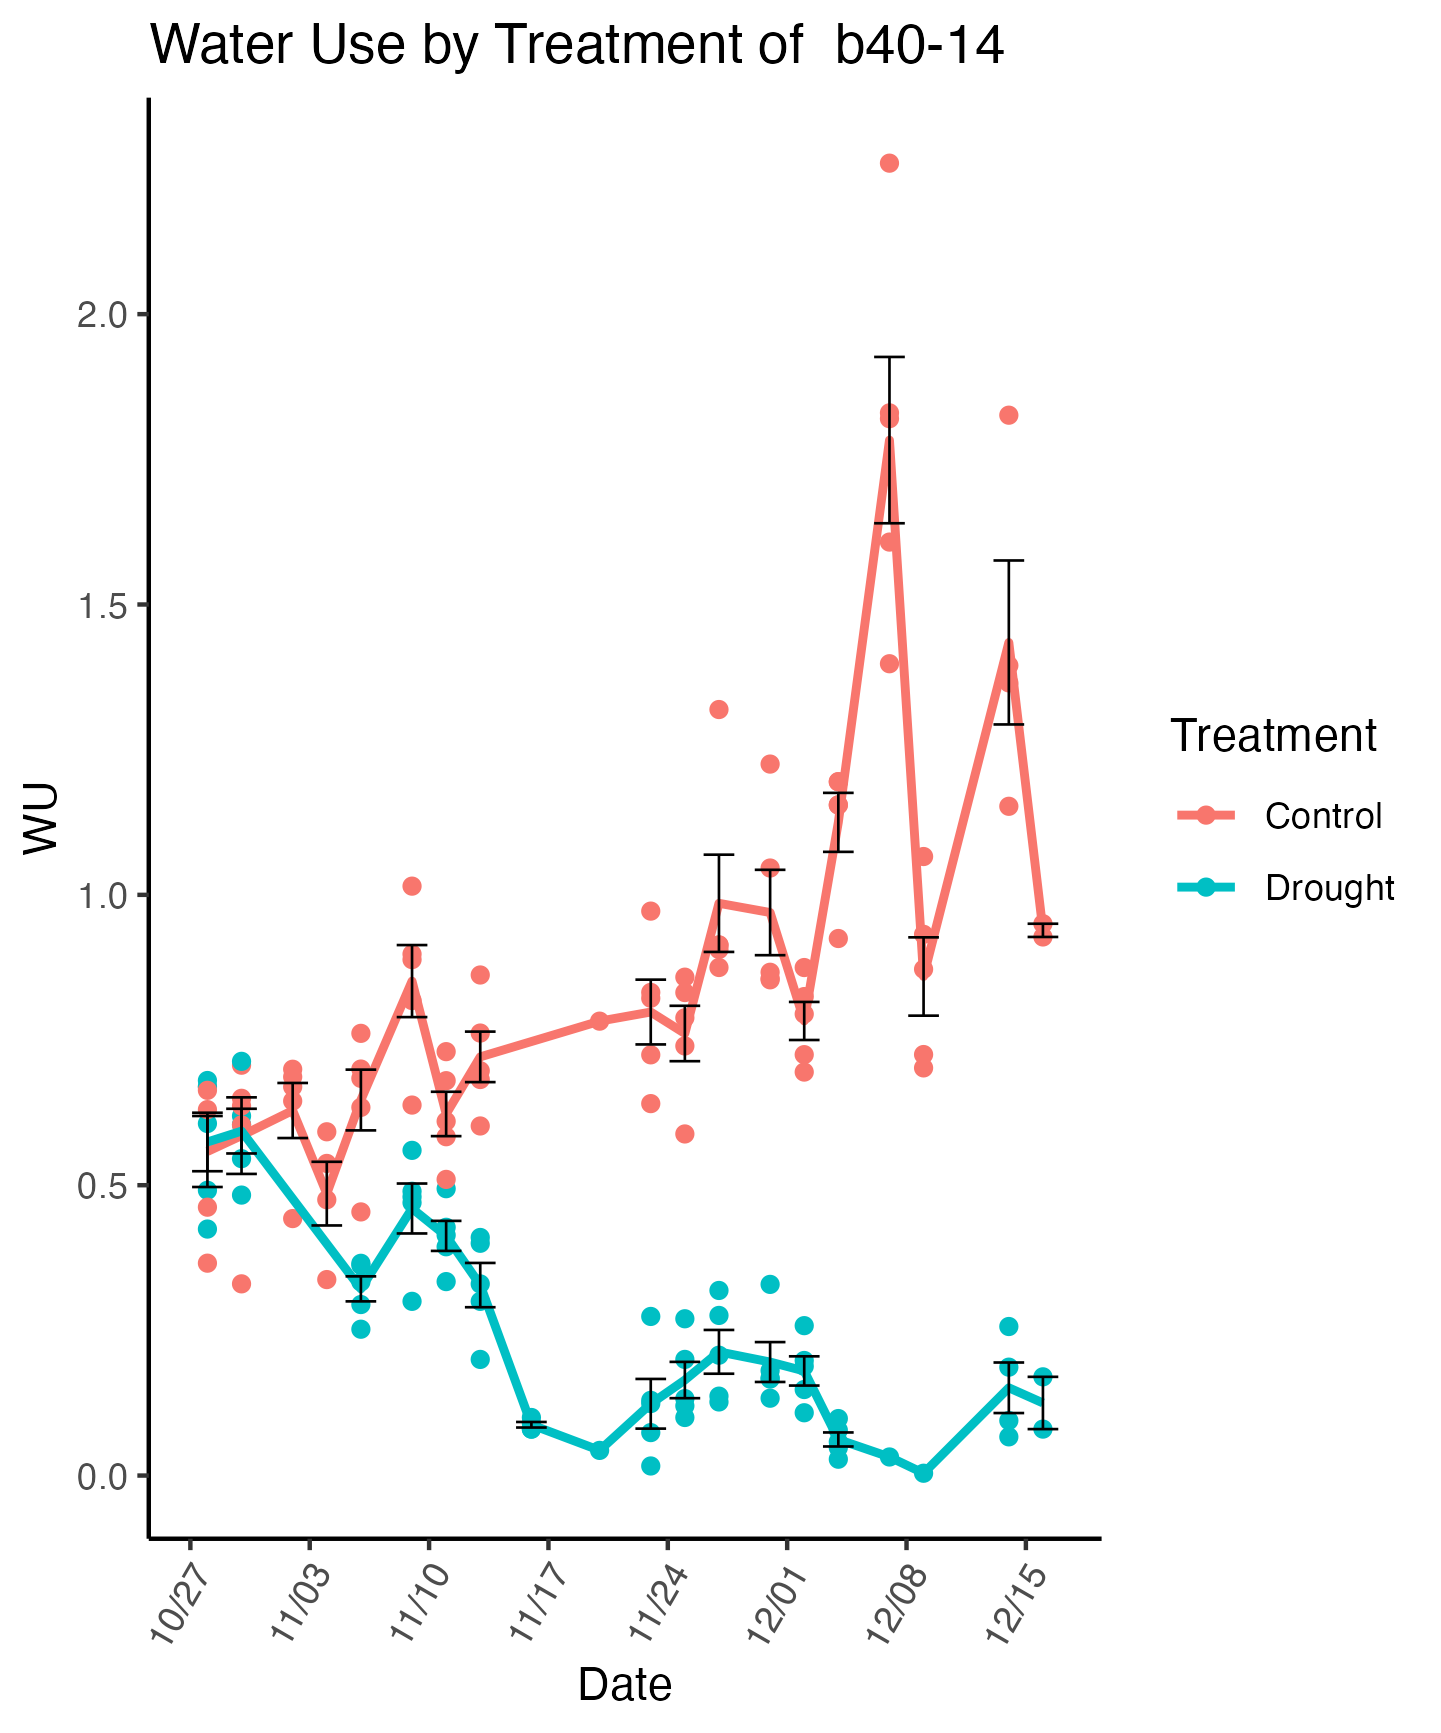 Water Use by Treatment of  b40-14
WU
2.0
1.5
1.0
0.5
0.0
10/27
11/03
11/10
11/17
11/24
12/01
12/08
12/15
Date
Treatment
Control
Drought